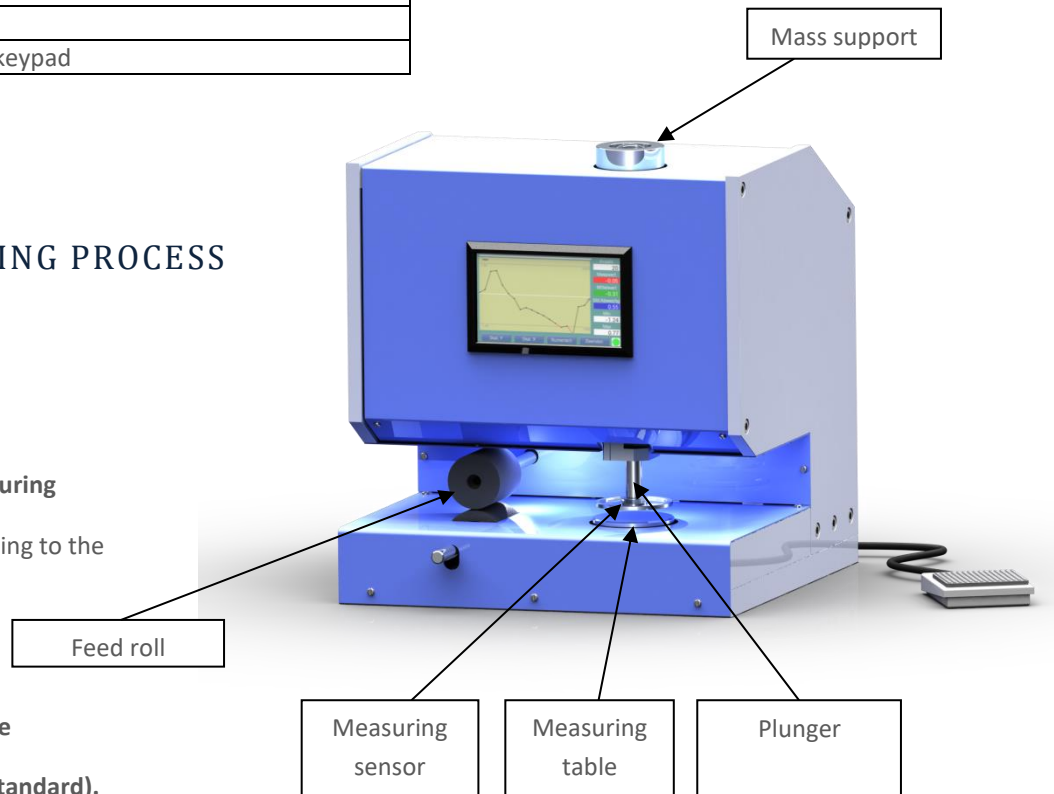 keypad
Mass support
ING PROCESS
uring
ing to the
Feed roll
e
Measuring
sensor
Measuring
table
Plunger
tandard).